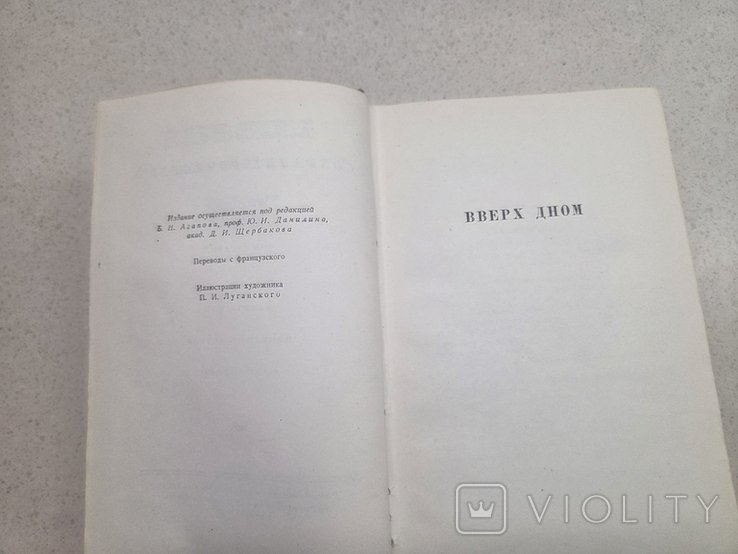 Издание осуществляется под редакцией
Б. Н. Агапова, проф. Ю. И. Данилина,
акад. Д. И. Щербакова
Переводы с французского
Иллюстрации художника
П. И. Луганского
ВВЕРХ ДНОМ
VIOLITY